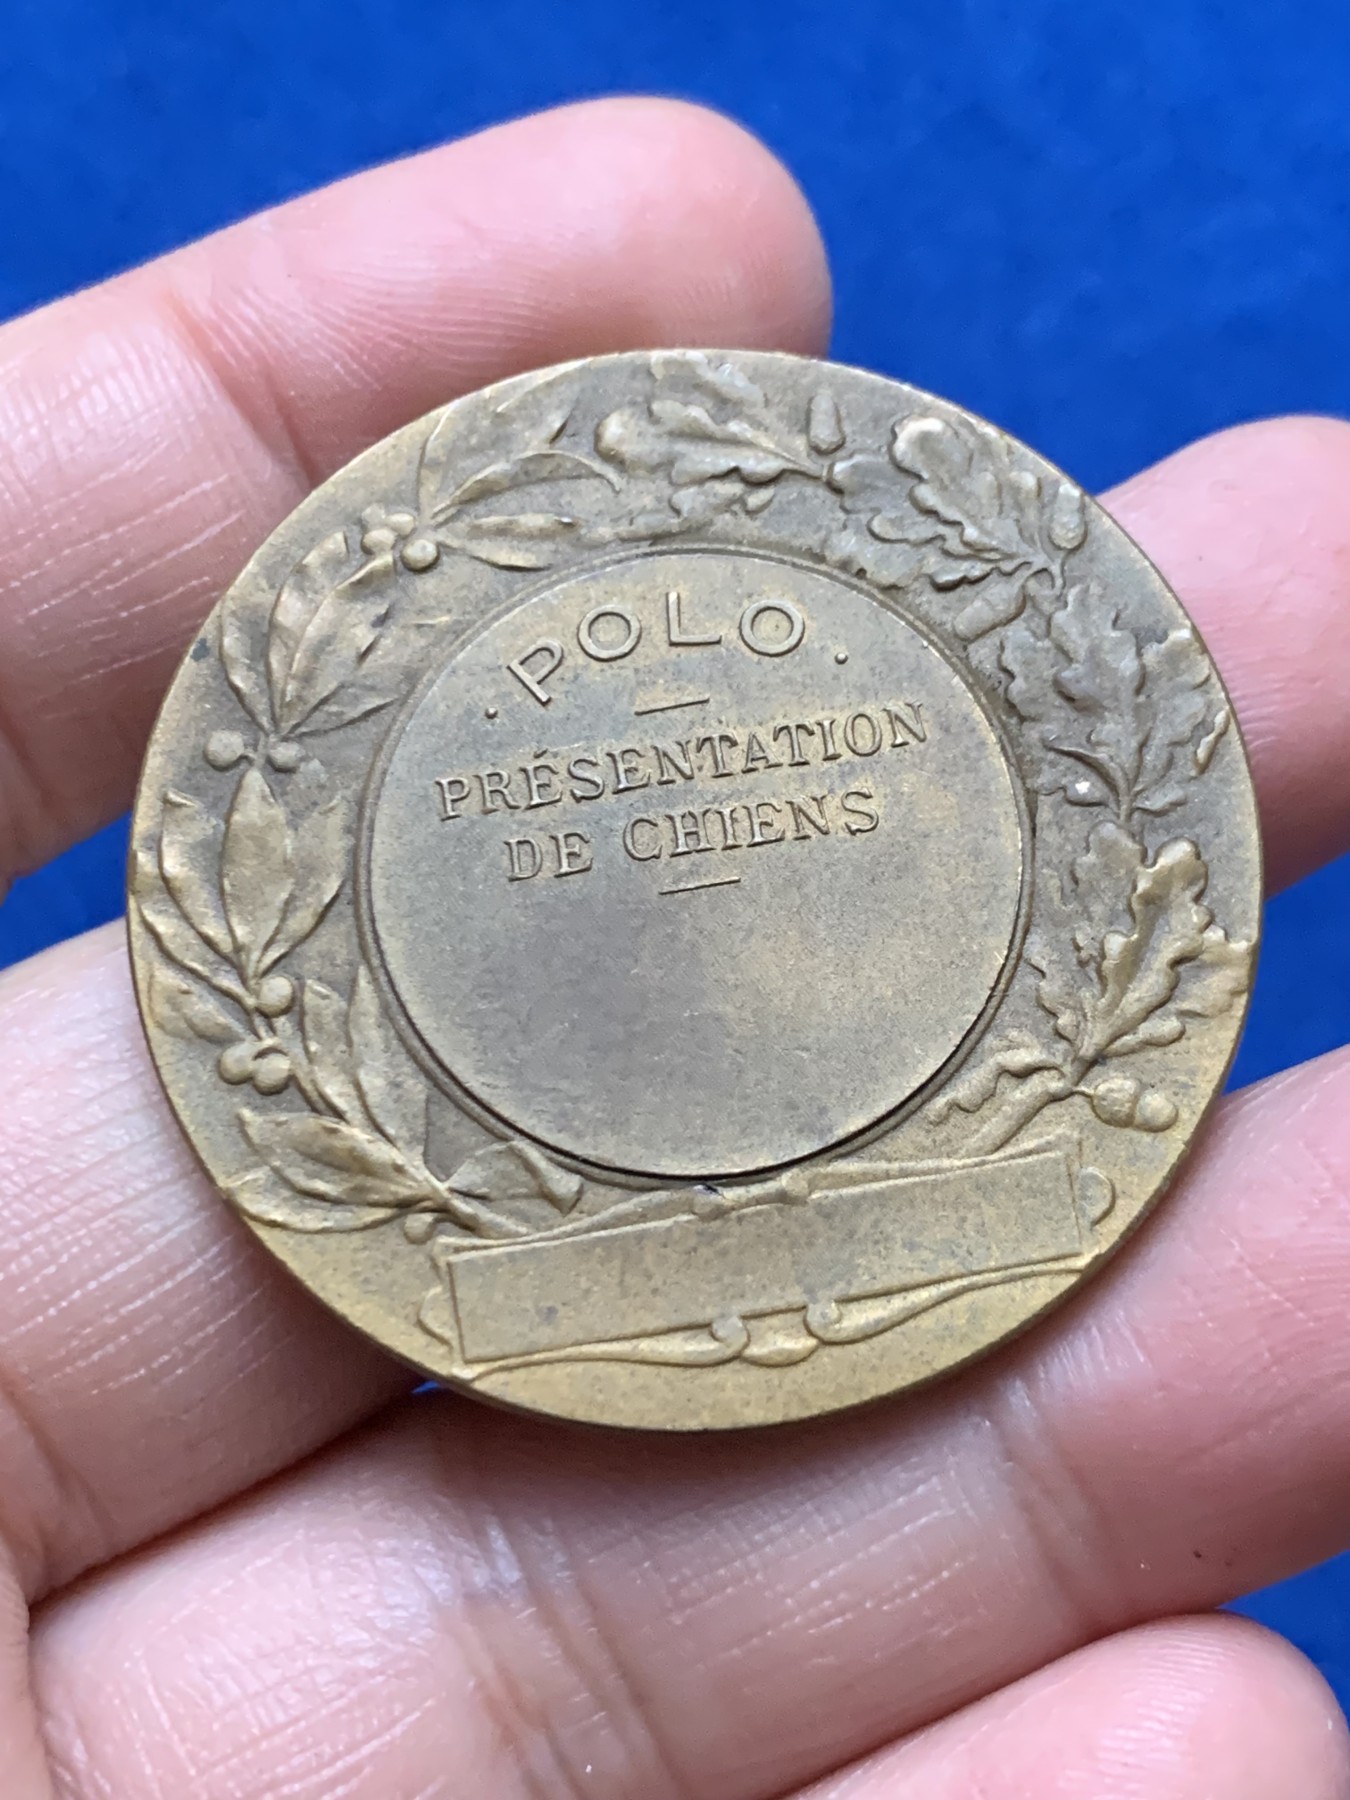 . POLO .
PRÉSENTATION
DE CHIENS